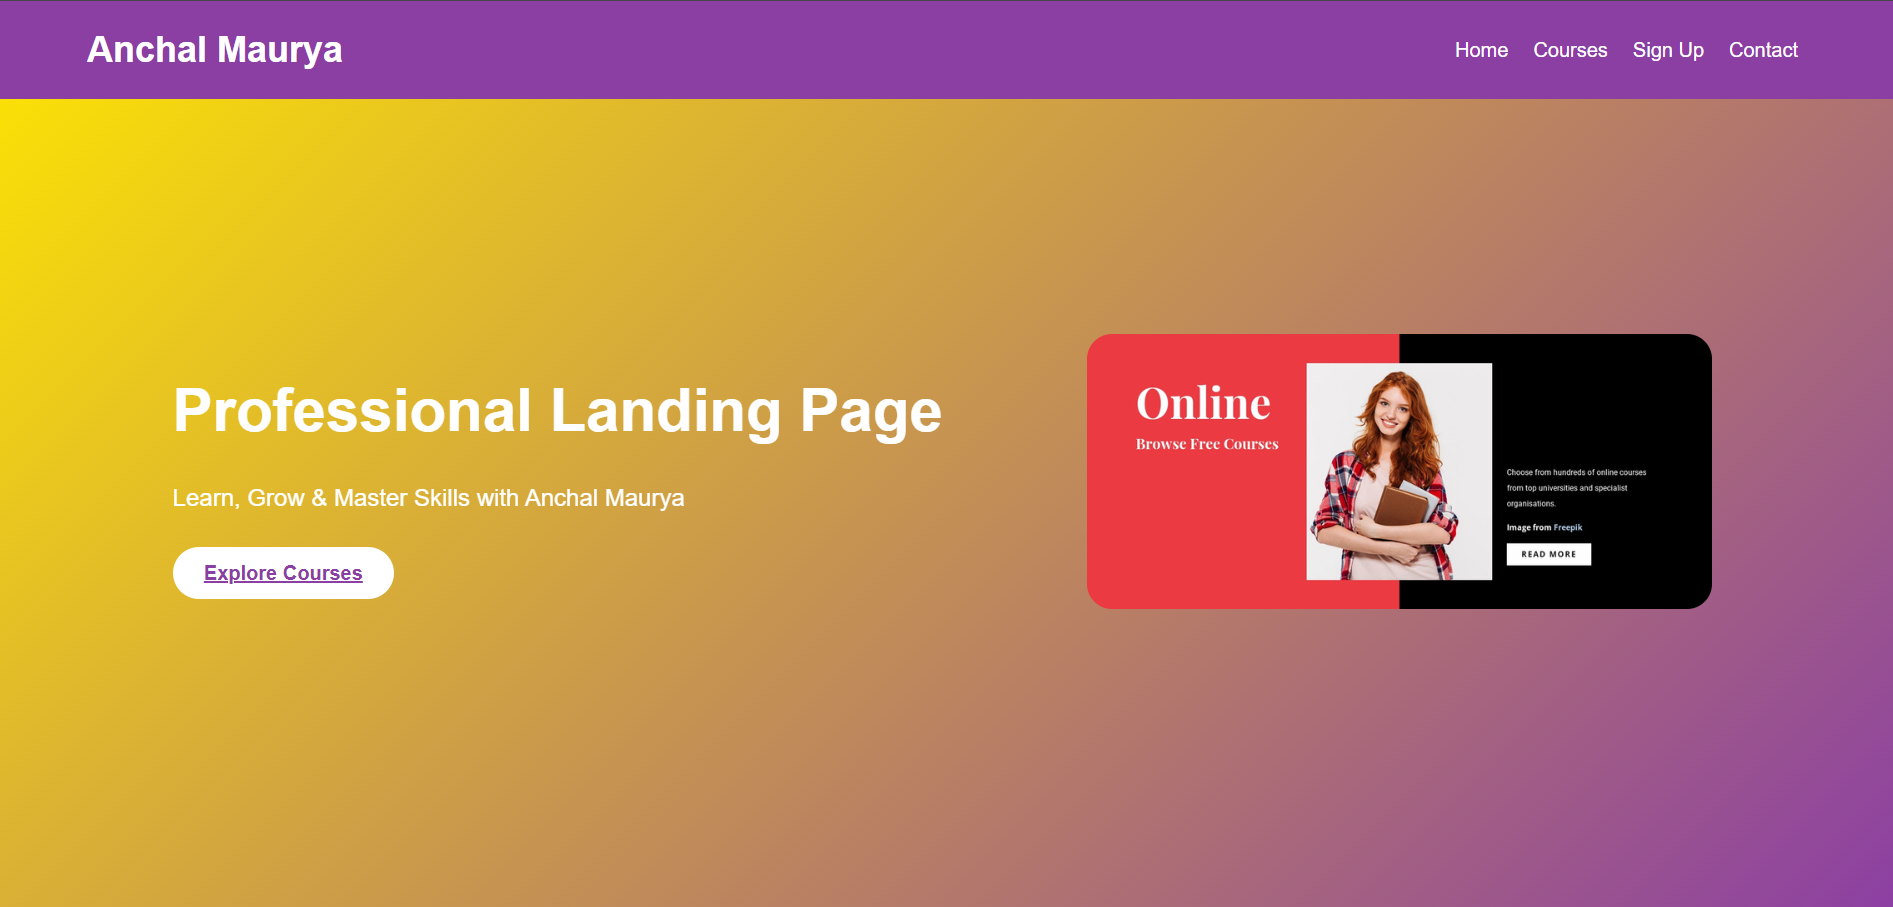 Anchal Maurya
Home Courses Sign Up Contact
Professional Landing Page
Learn, Grow & Master Skills with Anchal Maurya
Explore Courses
Online
Browse Free Courses
Choose from hundreds of online courses
from top universities and specialist
organisations.
Image from Freepik
READ MORE